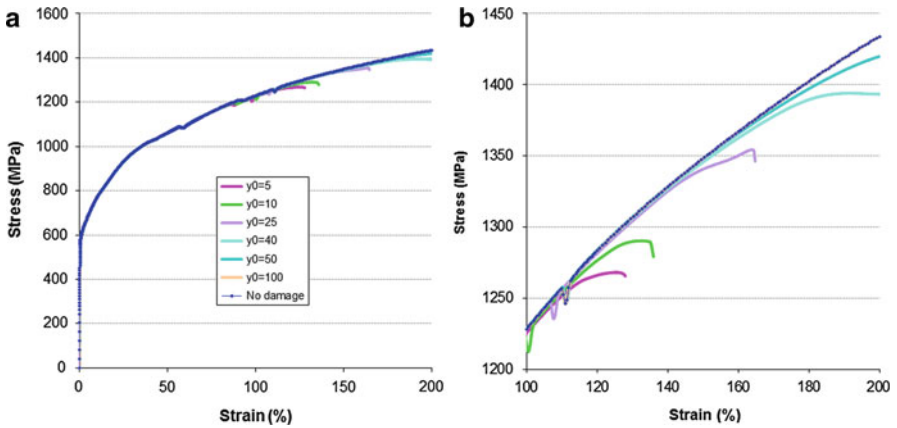 a
1600
1400
1200
1000
800
600
400
200
0
Stress (MPa)
y0=5
y0=10
y0=25
y0=40
y0=50
y0=100
No damage
0 50 100 150 200
Strain (%)
b
1450
1400
1350
1300
1250
1200
Stress (MPa)
100 120 140 160 180 200
Strain (%)